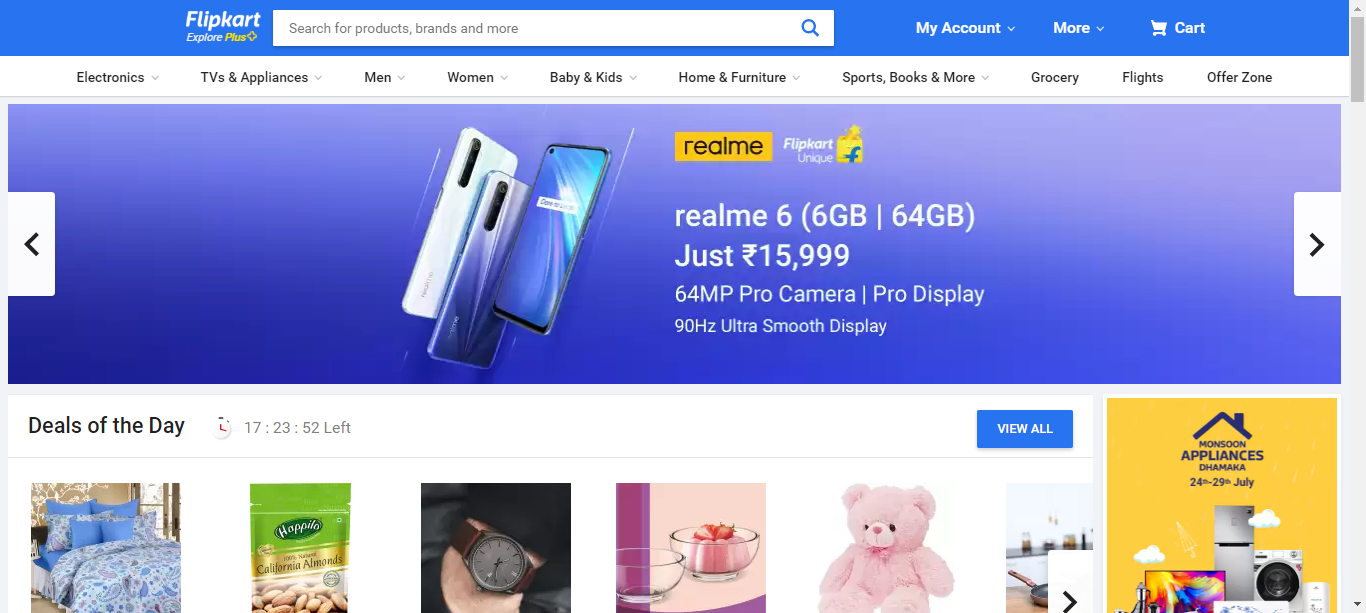 Flipkart
Explore Plus
Search for products, brands and more
My Account
More
Cart
Electronics
TVs & Appliances
Men
Women
Baby & Kids
Home & Furniture
Sports, Books & More
Grocery
Flights
Offer Zone
realme
Flipkart
Unique
realme 6 (6GB | 64GB)
Just ₹15,999
64MP Pro Camera | Pro Display
90Hz Ultra Smooth Display
Deals of the Day
17 : 23 : 52 Left
VIEW ALL
Happilo
100% Natural
California Almonds
MONSOON
APPLIANCES
DHAMAKA
24th-29th July